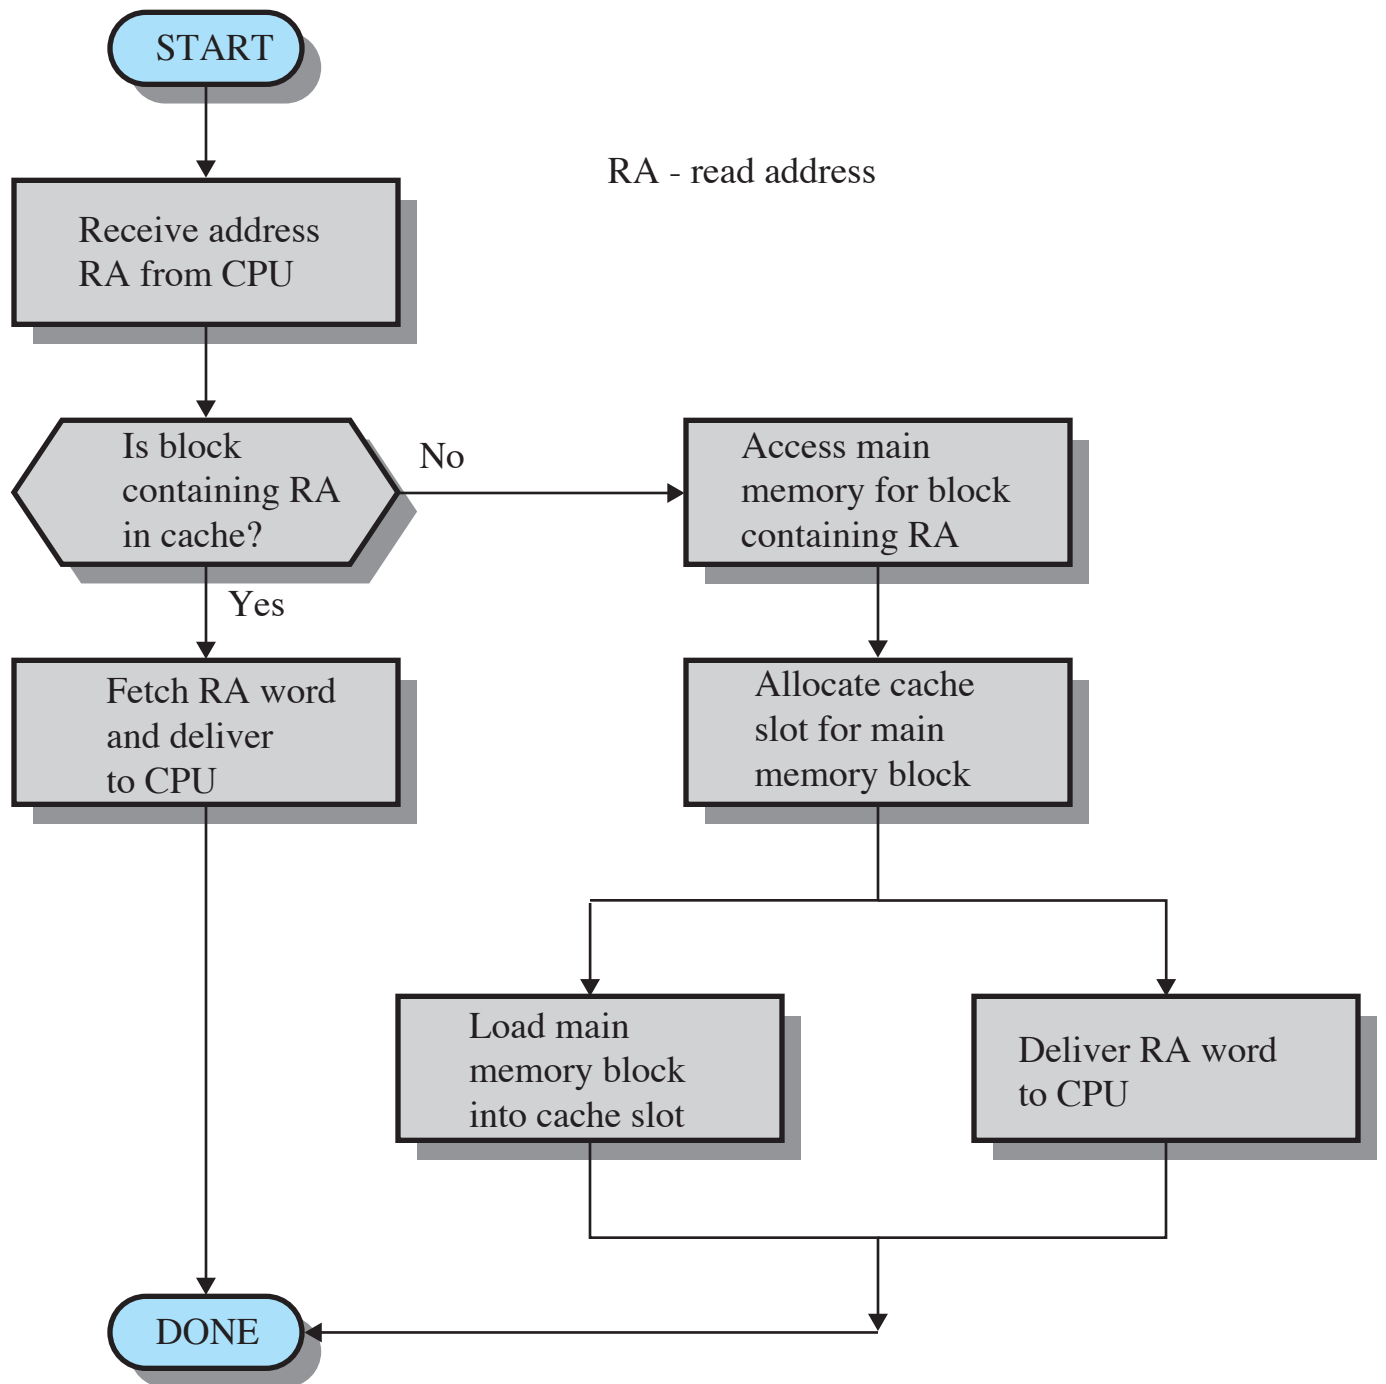 START
RA - read address
Receive address
RA from CPU
Is block
containing RA
in cache?
No
Access main
memory for block
containing RA
Yes
Fetch RA word
and deliver
to CPU
Allocate cache
slot for main
memory block
Load main
memory block
into cache slot
Deliver RA word
to CPU
DONE